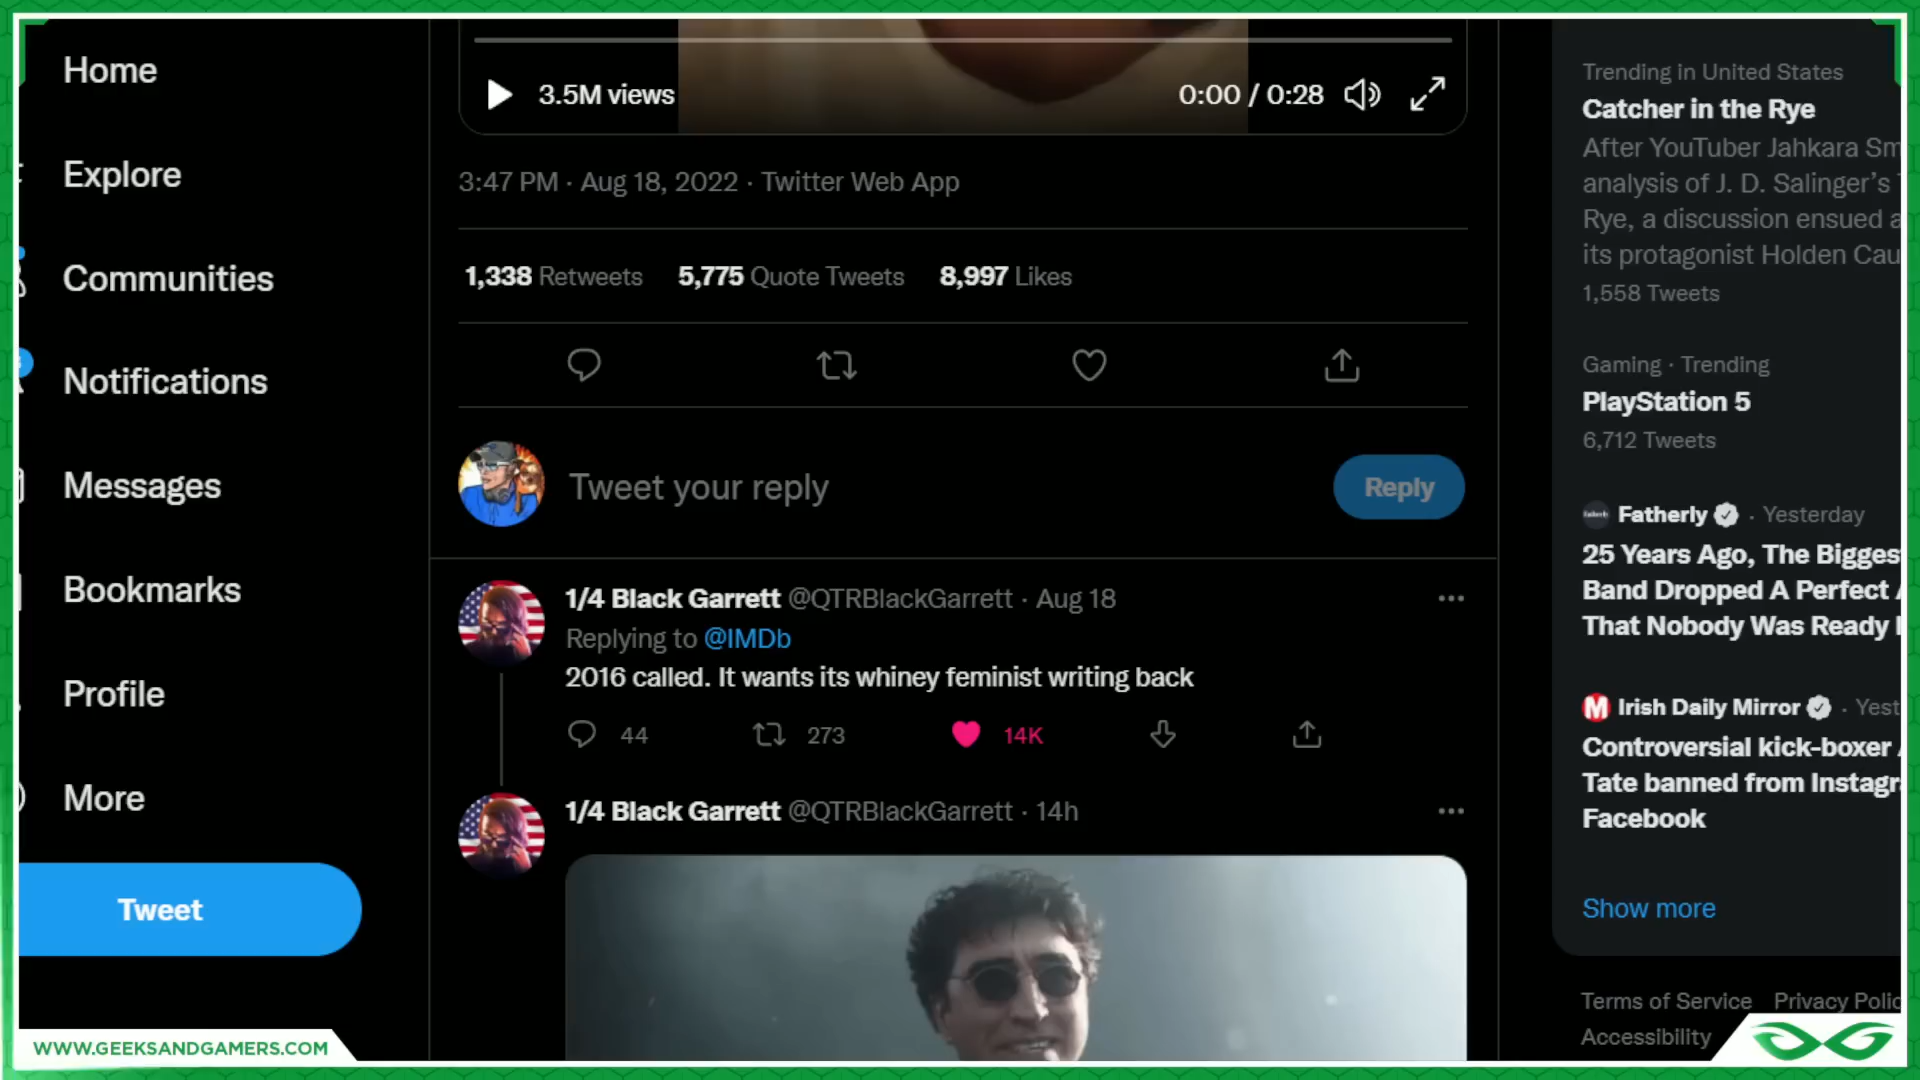 Home
Explore
Communities
Notifications
Messages
Bookmarks
Profile
More
Tweet
3.5M views
0:00 / 0:28
3:47 PM · Aug 18, 2022 · Twitter Web App
1,338 Retweets 5,775 Quote Tweets 8,997 Likes
Tweet your reply
Reply
1/4 Black Garrett @QTRBlackGarrett · Aug 18
Replying to @IMDb
2016 called. It wants its whiney feminist writing back
44 273 14K
1/4 Black Garrett @QTRBlackGarrett · 14h
Trending in United States
Catcher in the Rye
After YouTuber Jahkara Sm
analysis of J. D. Salinger's
Rye, a discussion ensued a
its protagonist Holden Cau
1,558 Tweets
Gaming · Trending
PlayStation 5
6,712 Tweets
Fatherly · Yesterday
25 Years Ago, The Bigges
Band Dropped A Perfect
That Nobody Was Ready
Irish Daily Mirror · Yest
Controversial kick-boxer
Tate banned from Instagr
Facebook
Show more
Terms of Service Privacy Polic
Accessibility
WWW.GEEKSANDGAMERS.COM